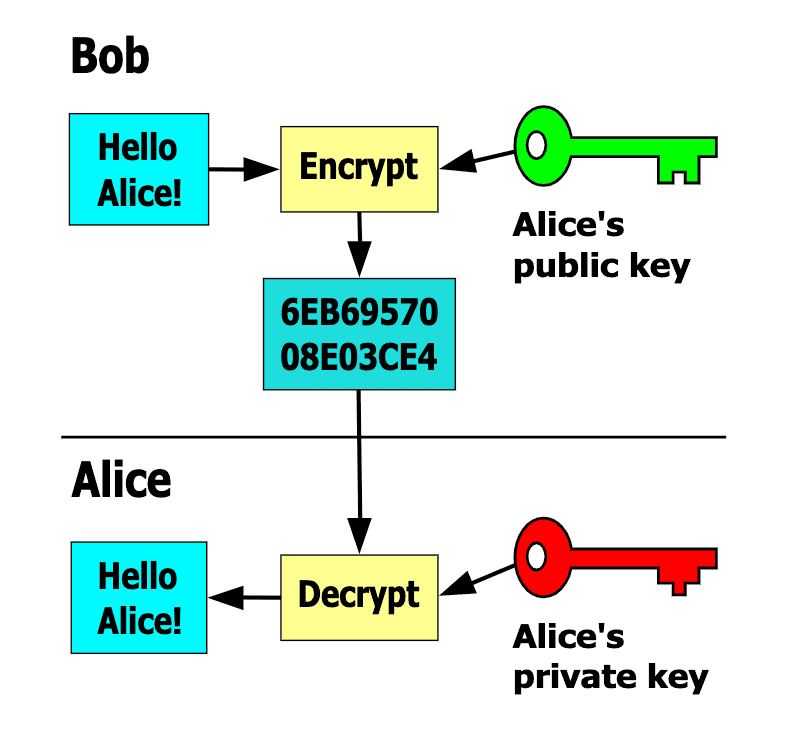 Bob
Hello
Alice!
Encrypt
Alice's
public key
6EB69570
08E03CE4
Alice
Hello
Alice!
Decrypt
Alice's
private key